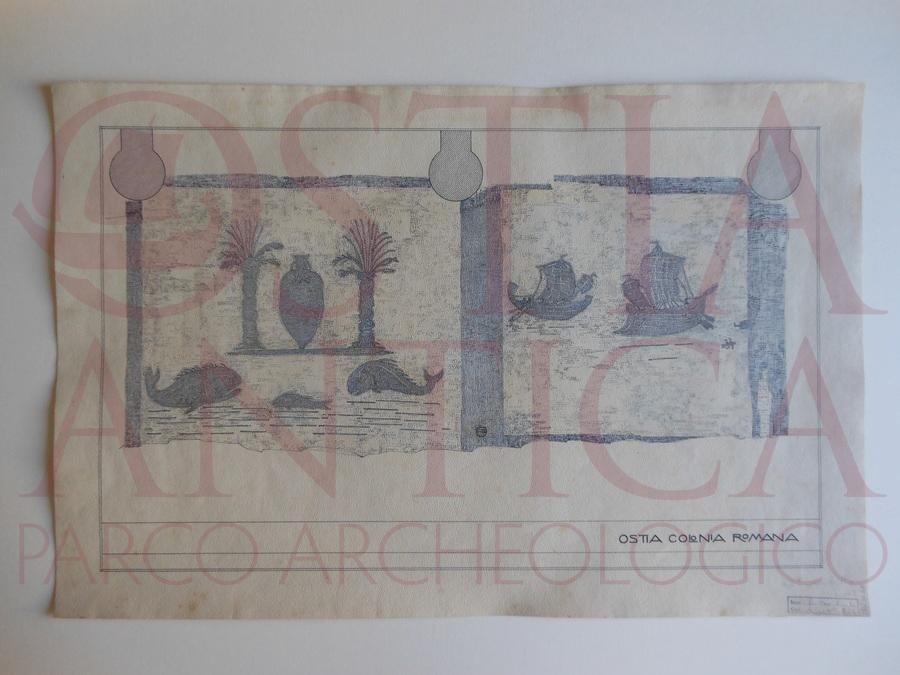 OSTIA
ANTICA
PARCO ARCHEOLOGICO
OSTIA COLONIA ROMANA